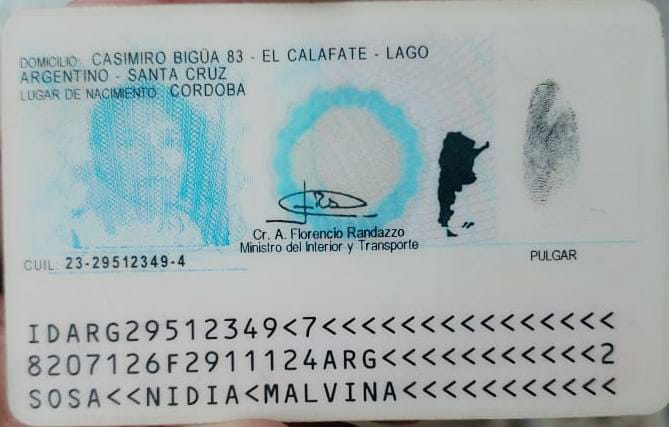 DOMICILIO: CASIMIRO BIGÜA 83 - EL CALAFATE - LAGO
ARGENTINO - SANTA CRUZ
LUGAR DE NACIMIENTO: CORDOBA
Cr. A. Florencio Randazzo
Ministro del Interior y Transporte
CUIL: 23-29512349-4
PULGAR
IDARG29512349<7<<<<<<<<<<<<<<<
8207126F2911124ARG<<<<<<<<<<<2
SOSA<<NIDIA<MALVINA<<<<<<<<<<<